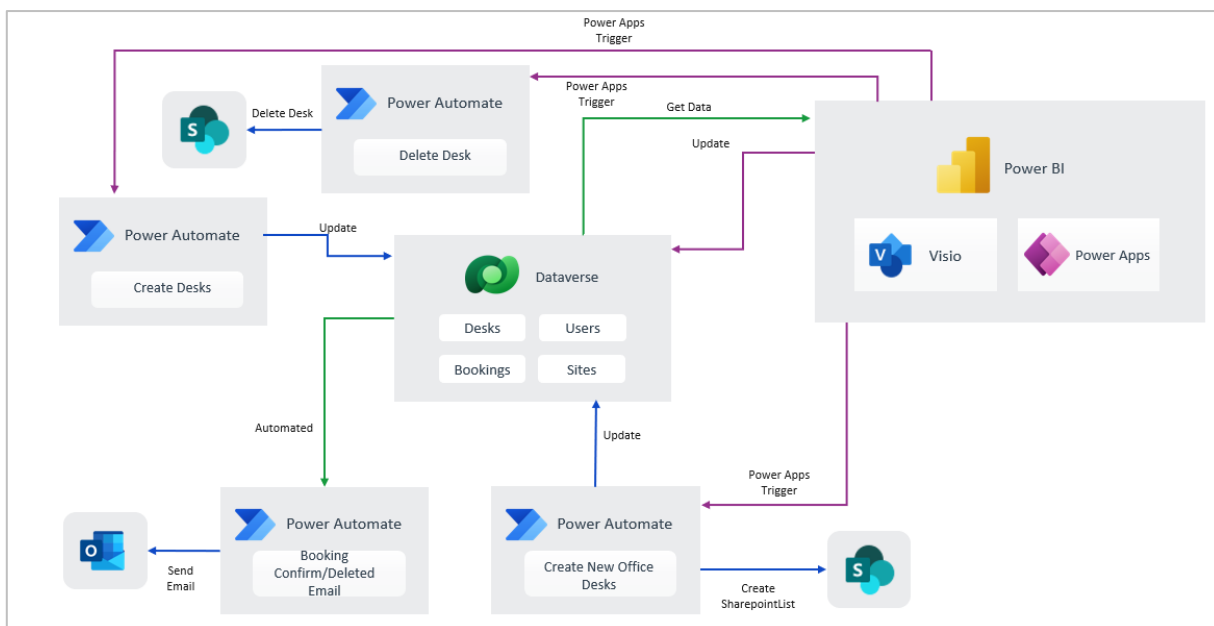 Power Apps
Trigger
Power Automate
Delete Desk
Delete Desk
Power Apps
Trigger
Get Data
Update
Power BI
Visio
Power Apps
Power Automate
Create Desks
Update
Dataverse
Desks
Users
Bookings
Sites
Automated
Update
Power Apps
Trigger
Power Automate
Booking
Confirm/Deleted
Email
Send
Email
Power Automate
Create New Office
Desks
Create
SharepointList
S
V
O
S